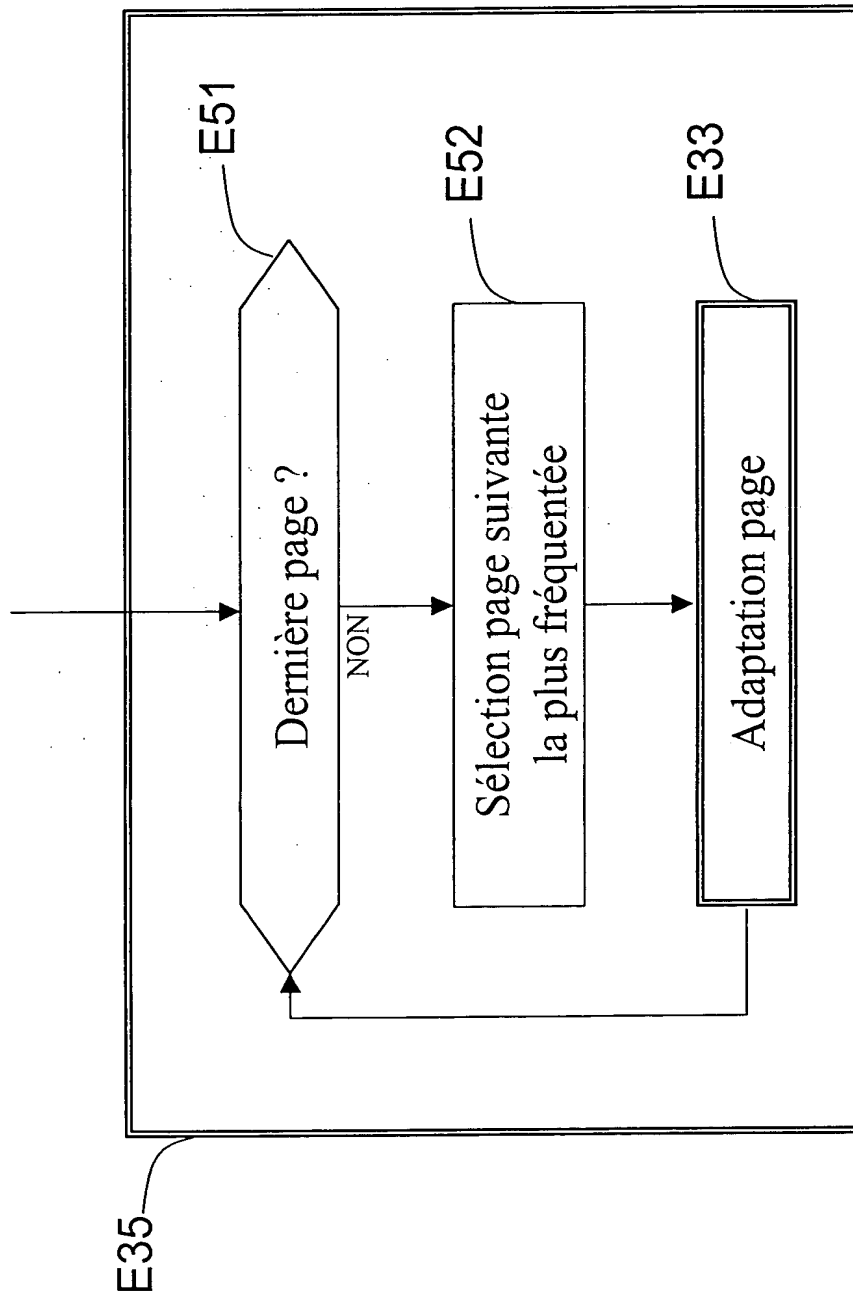 E35
E51
Dernière page ?
NON
E52
Sélection page suivante
la plus fréquentée
E33
Adaptation page